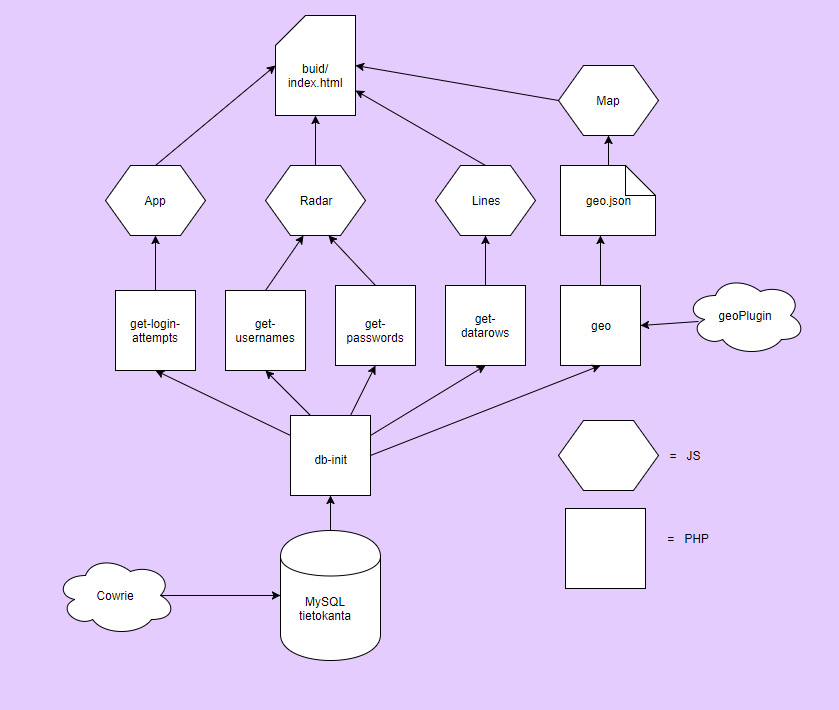 buid/
index.html
Map
App
Radar
Lines
geo.json
get-login-
attempts
get-
usernames
get-
passwords
get-
datarows
geo
geoPlugin
db-init
= JS
= PHP
Cowrie
MySQL
tietokanta